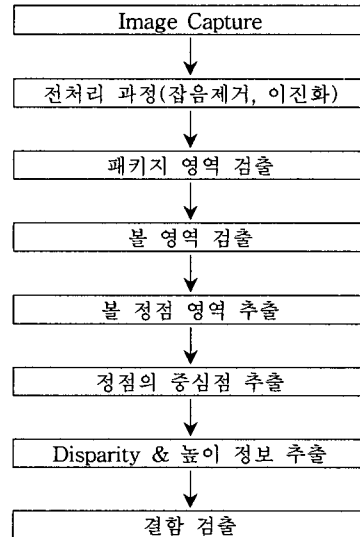 Image Capture
전처리 과정(잡음제거, 이진화)
패키지 영역 검출
볼 영역 검출
볼 정점 영역 추출
정점의 중심점 추출
Disparity & 높이 정보 추출
결함 검출